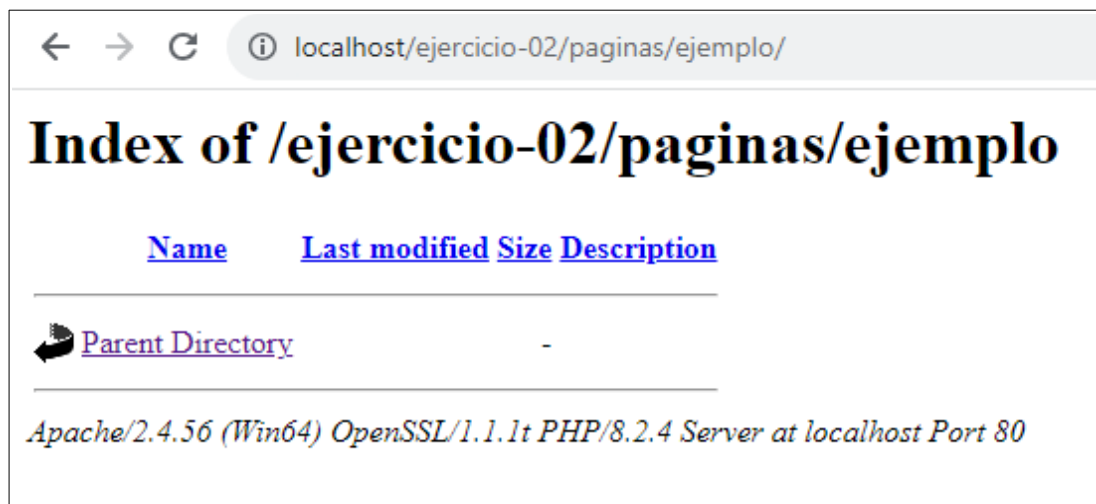 localhost/ejercicio-02/paginas/ejemplo/
Index of /ejercicio-02/paginas/ejemplo
Name Last modified Size Description
Parent Directory -
Apache/2.4.56 (Win64) OpenSSL/1.1.1t PHP/8.2.4 Server at localhost Port 80